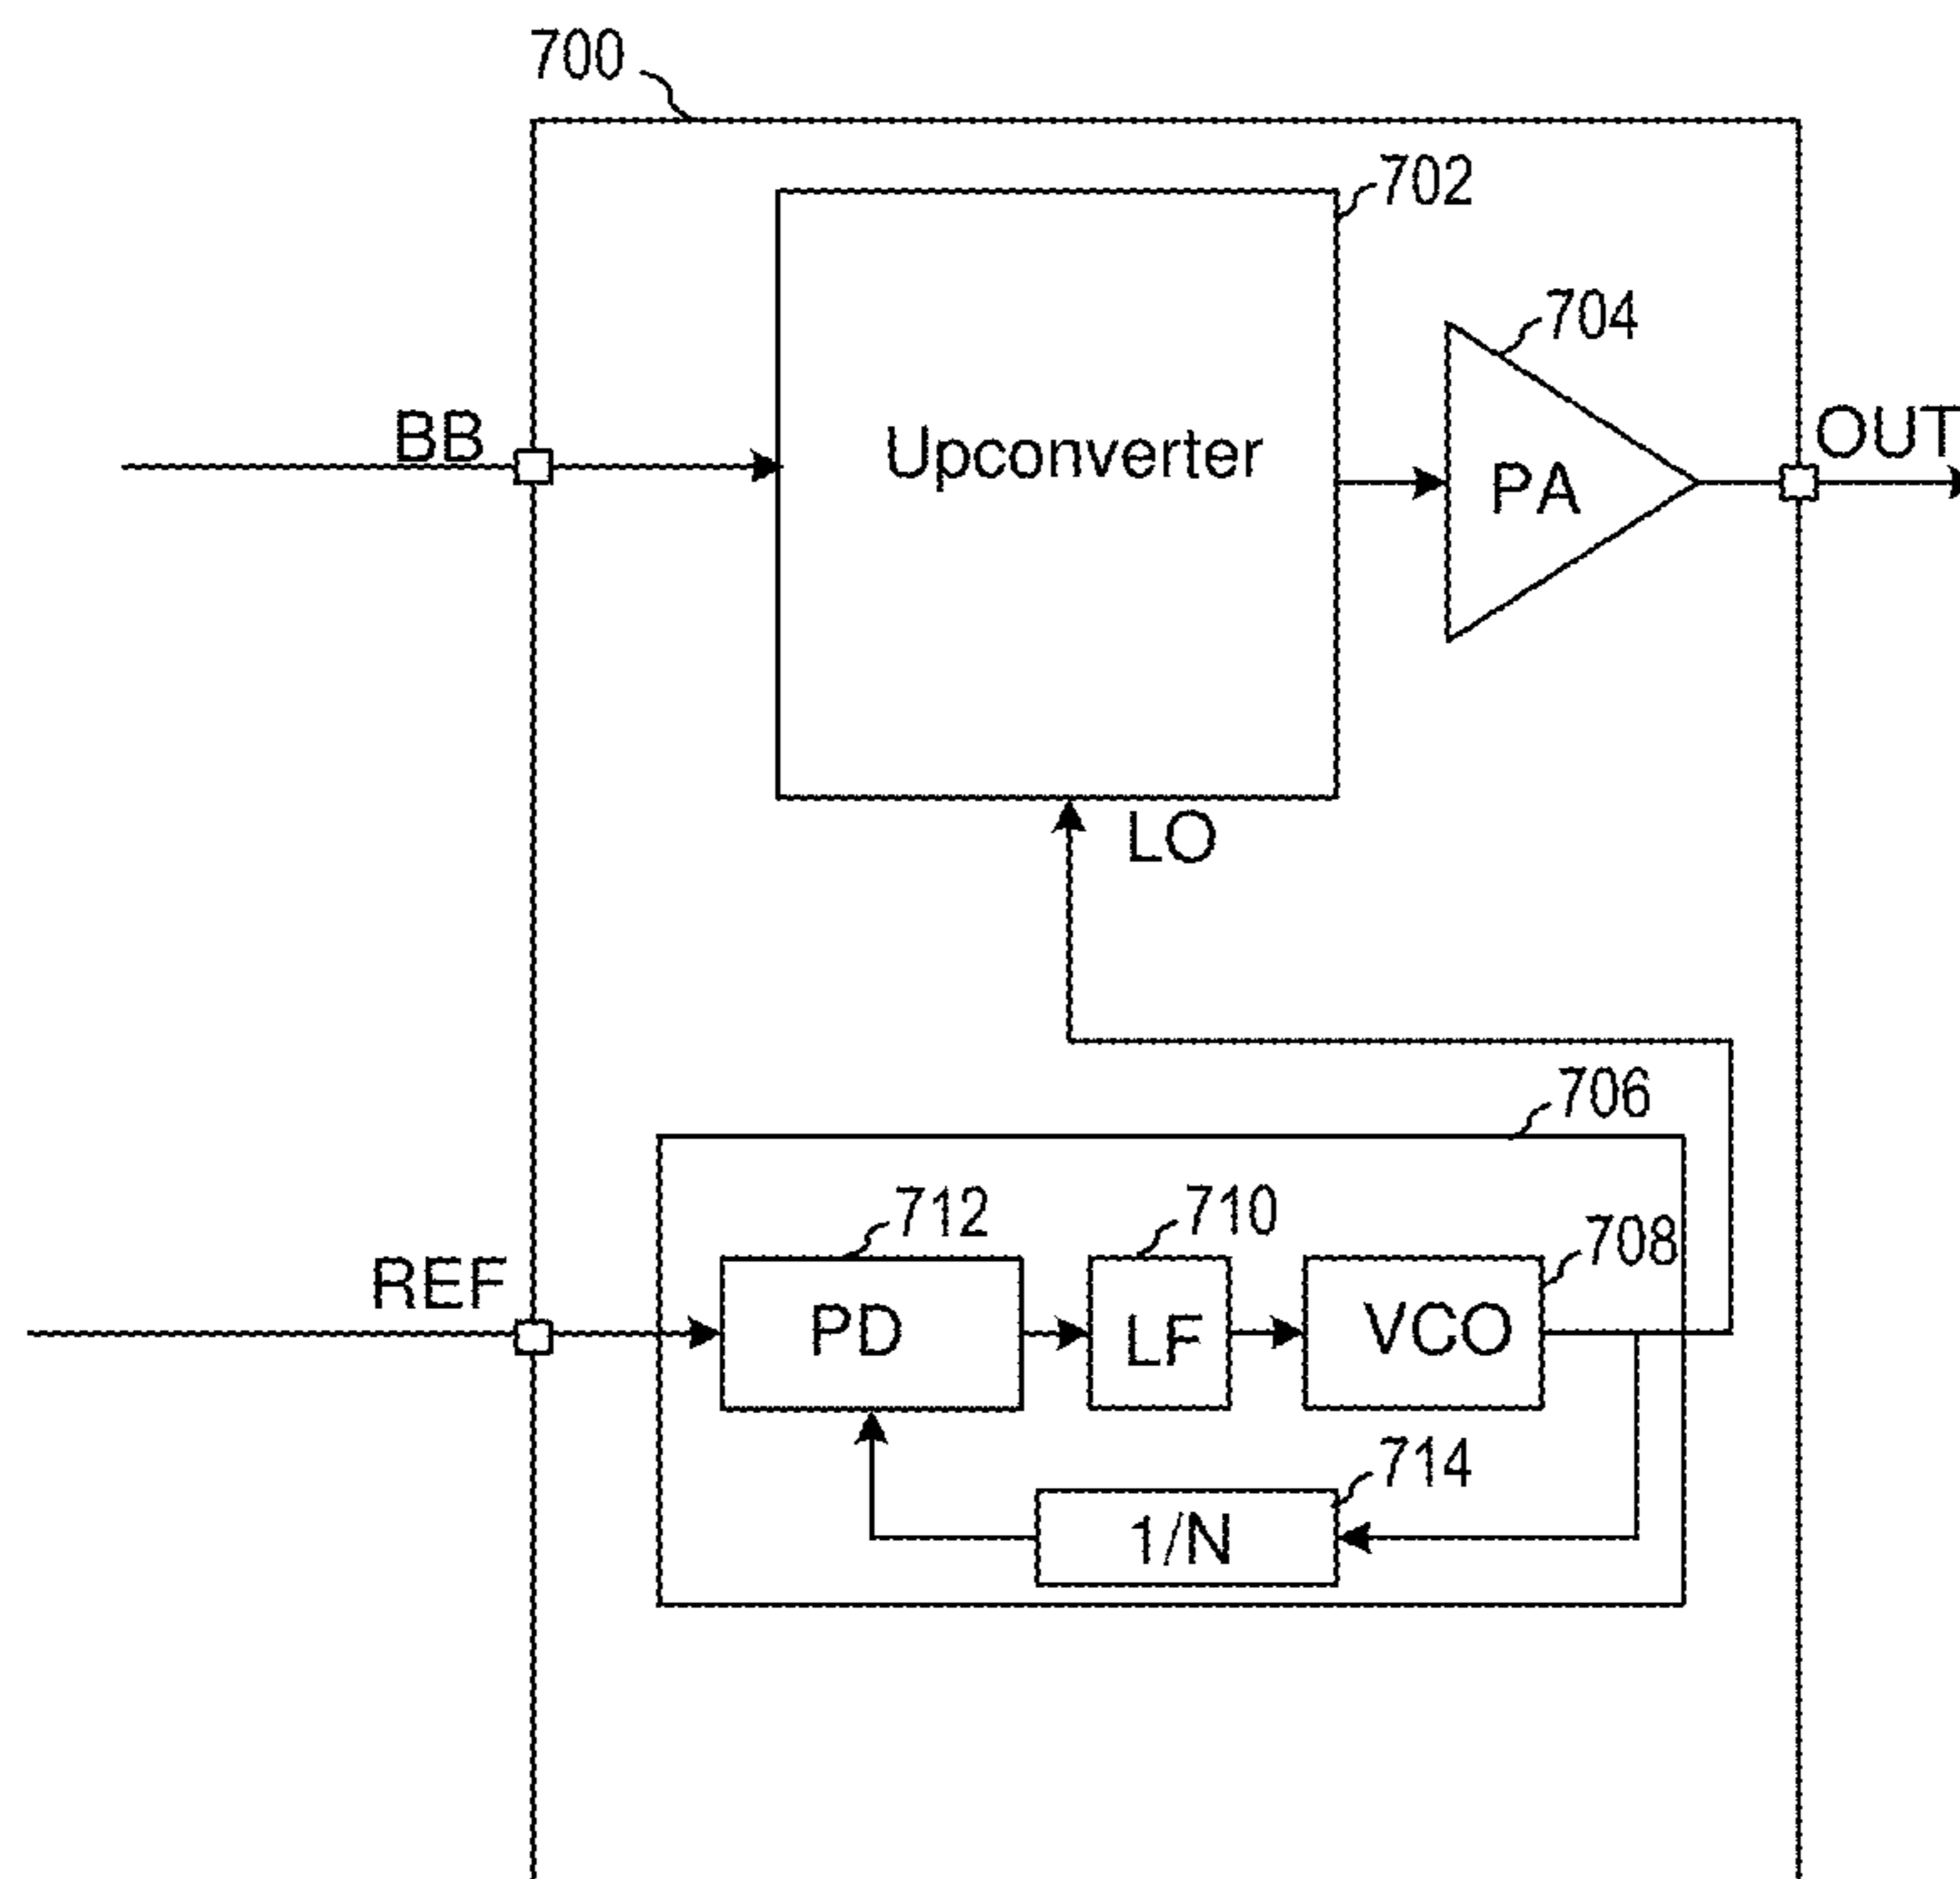 700
702
704
BB
Upconverter
PA
OUT
LO
706
712
710
708
REF
PD
LF
VCO
714
1/N